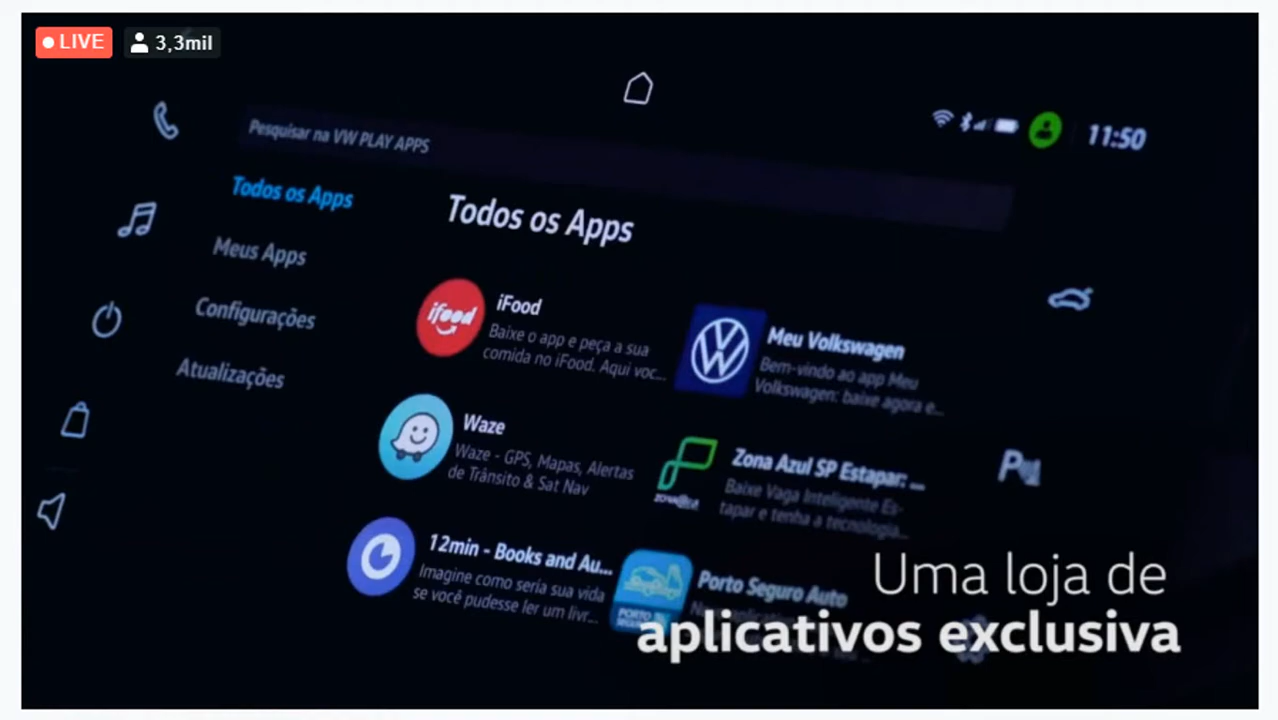 LIVE
3,3mil
11:50
Pesquisar na VW PLAY APPS
Todos os Apps
Meus Apps
Configurações
Atualizações
Todos os Apps
ifood
iFood
Baixe o app e peça a sua
comida no iFood. Aqui voc...
Meu Volkswagen
Bem-vindo ao app Meu
Volkswagen: baixe agora e...
Waze
Waze - GPS, Mapas, Alertas
de Trânsito & Sat Nav
Zona Azul SP Estapar: ...
Baixe Vaga Inteligente Es-
tapar e tenha a tecnologia...
12min - Books and Au...
Imagine como seria sua vida
se você pudesse ler um livr...
Porto Seguro Auto
PORTO
Uma loja de
aplicativos exclusiva